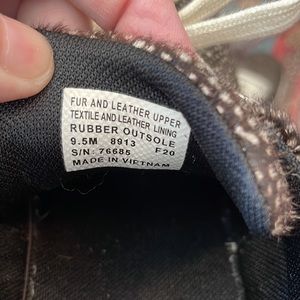 FUR AND LEATHER UPPER
TEXTILE AND LEATHER LINING
RUBBER OUTSOLE
9.5M 8913
S/N: 76685 F20
MADE IN VIETNAM